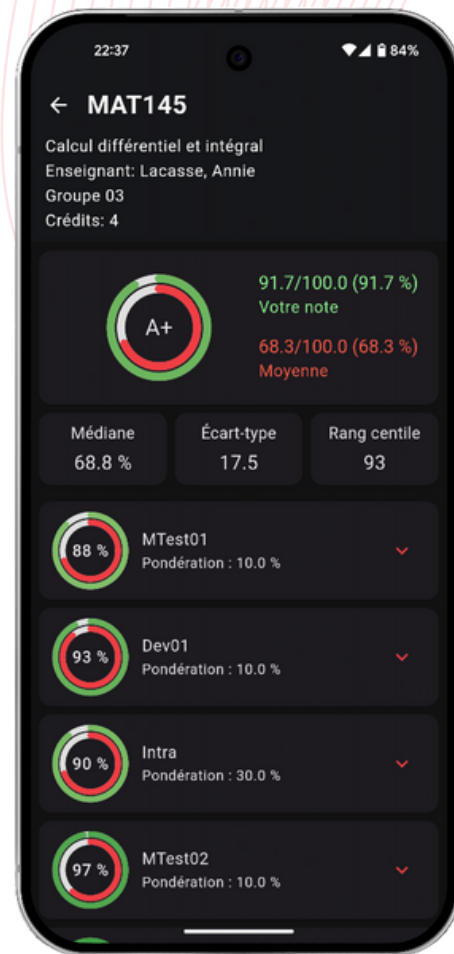 22:37
84%
← MAT145
Calcul différentiel et intégral
Enseignant: Lacasse, Annie
Groupe 03
Crédits: 4
A+
91.7/100.0 (91.7 %)
Votre note
68.3/100.0 (68.3 %)
Moyenne
Médiane
68.8 %
Écart-type
17.5
Rang centile
93
88 %
MTest01
Pondération : 10.0 %
93 %
Dev01
Pondération : 10.0 %
90 %
Intra
Pondération : 30.0 %
97 %
MTest02
Pondération : 10.0 %